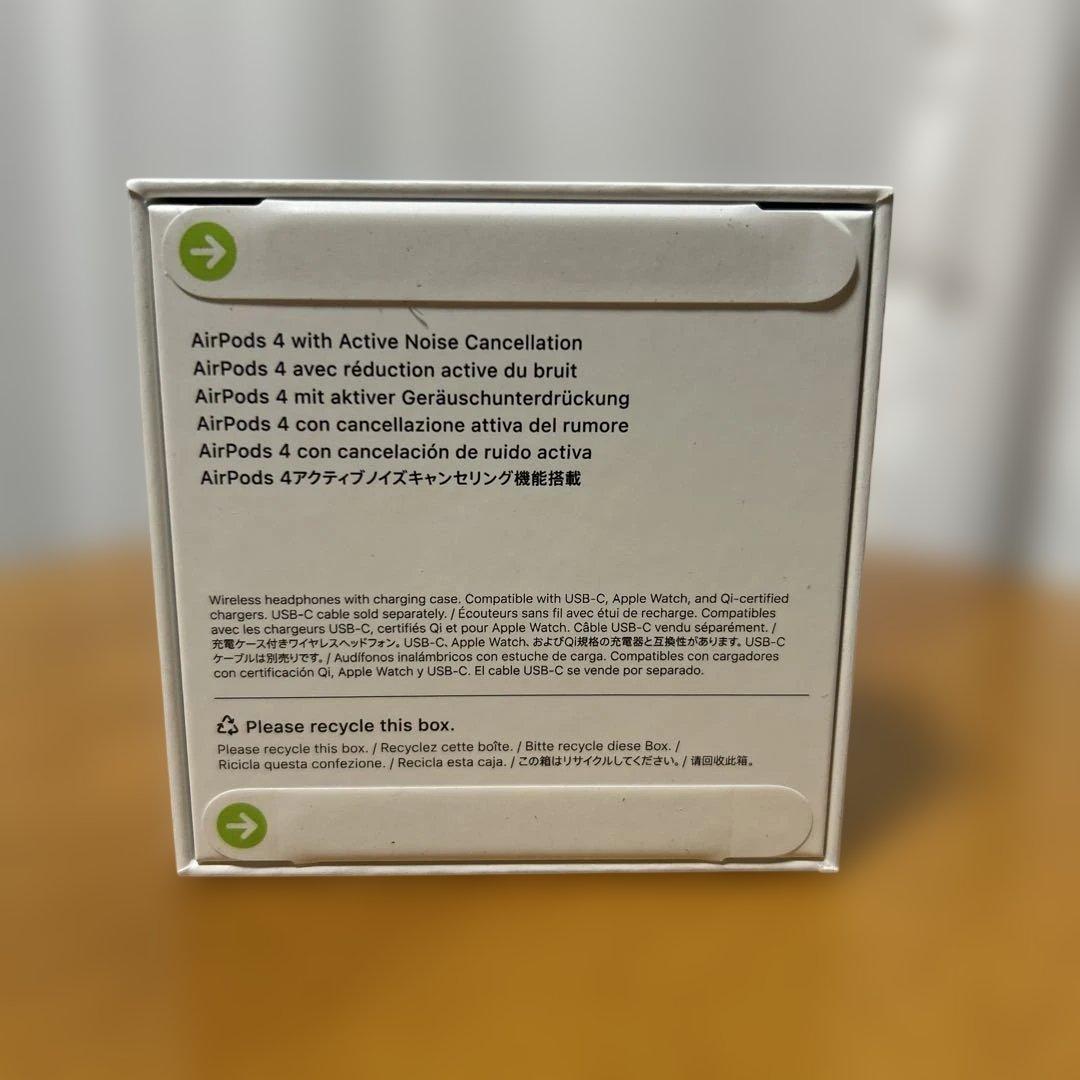 AirPods 4 with Active Noise Cancellation
AirPods 4 avec réduction active du bruit
AirPods 4 mit aktiver Geräuschunterdrückung
AirPods 4 con cancellazione attiva del rumore
AirPods 4 con cancelación de ruido activa
AirPods 4アクティブノイズキャンセリング機能搭載
Wireless headphones with charging case. Compatible with USB-C, Apple Watch, and Qi-certified
chargers. USB-C cable sold separately. / Écouteurs sans fil avec étui de recharge. Compatibles
avec les chargeurs USB-C, certifiés Qi et pour Apple Watch. Câble USB-C vendu séparément. /
充電ケース付きワイヤレスヘッドフォン。USB-C、Apple Watch、およびQi規格の充電器と互換性があります。USB-C
ケーブルは別売りです。/ Audífonos inalámbricos con estuche de carga. Compatibles con cargadores
con certificación Qi, Apple Watch y USB-C. El cable USB-C se vende por separado.
Please recycle this box.
Please recycle this box. / Recyclez cette boîte. / Bitte recycle diese Box. /
Ricicla questa confezione. / Recicla esta caja. / この箱はリサイクルしてください。/ 请回收此箱。